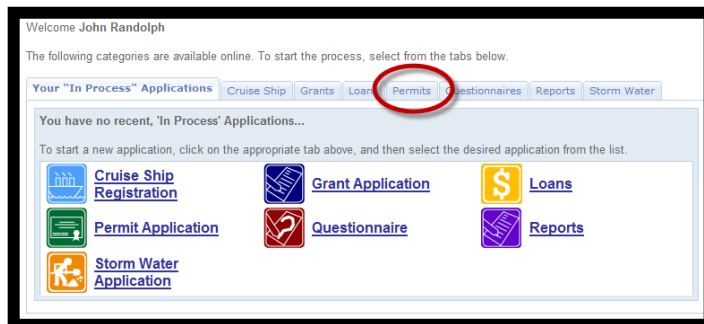 Welcome John Randolph
The following categories are available online. To start the process, select from the tabs below.
Your "In Process" Applications Cruise Ship Grants Loans Permits Questionnaires Reports Storm Water
You have no recent, 'In Process' Applications...
To start a new application, click on the appropriate tab above, and then select the desired application from the list.
Cruise Ship
Registration
Grant Application
Loans
Permit Application
Questionnaire
Reports
Storm Water
Application